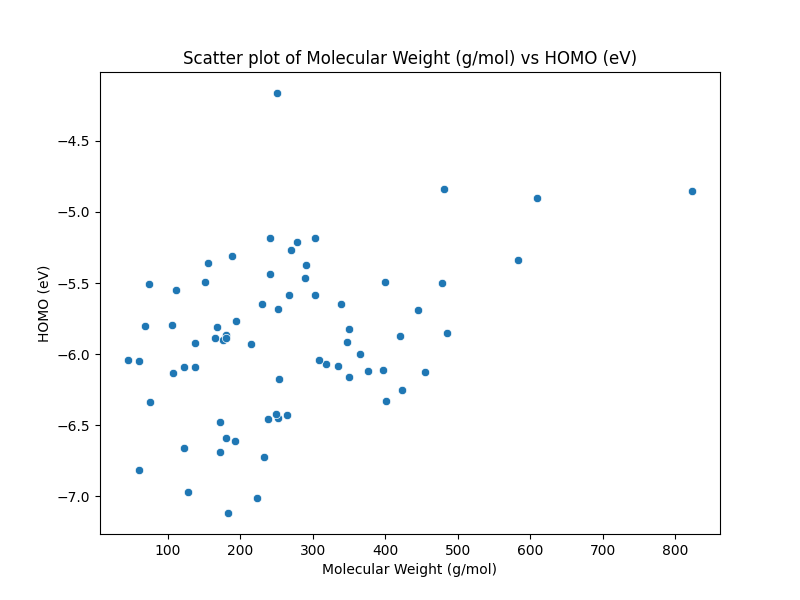 Scatter plot of Molecular Weight (g/mol) vs HOMO (eV)
HOMO (eV)
−4.5
−5.0
−5.5
−6.0
−6.5
−7.0
100 200 300 400 500 600 700 800
Molecular Weight (g/mol)